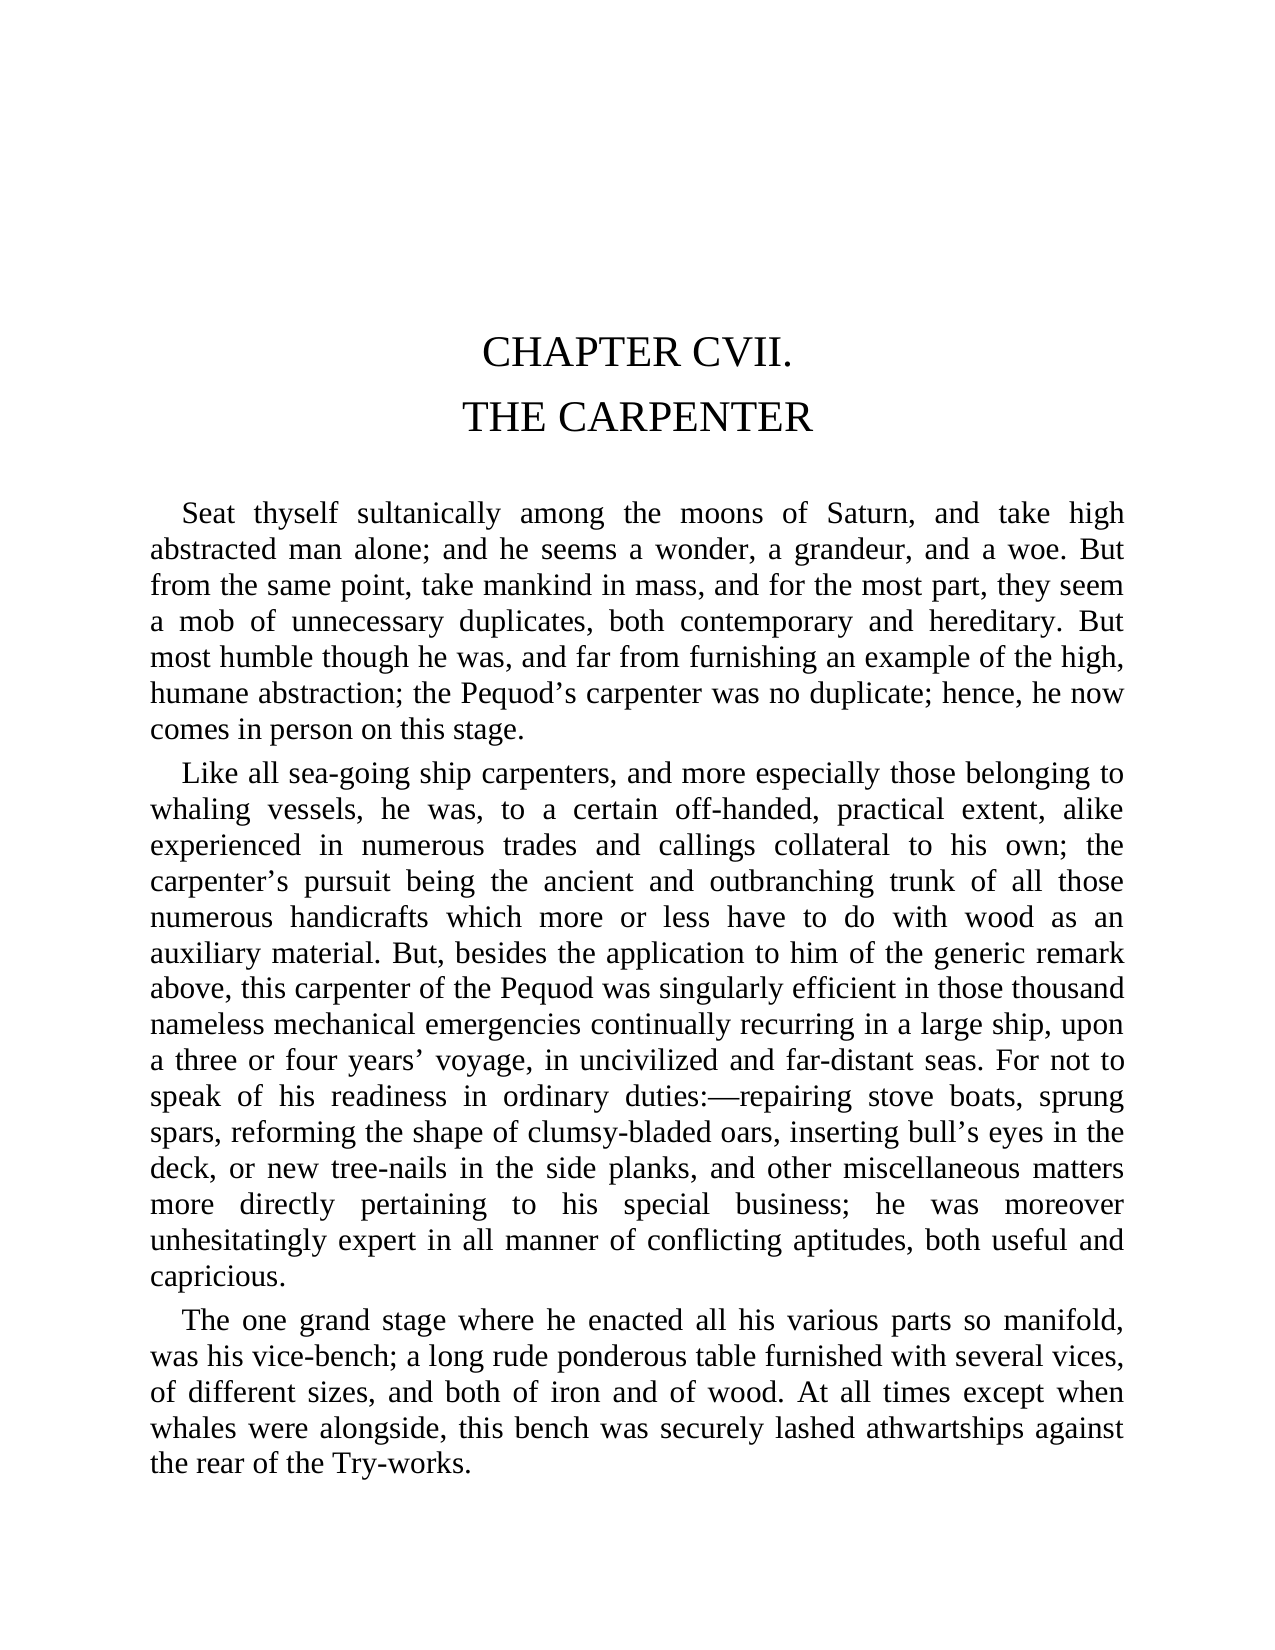 CHAPTER CVII.
THE CARPENTER
Seat thyself sultanically among the moons of Saturn, and take high
abstracted man alone; and he seems a wonder, a grandeur, and a woe. But
from the same point, take mankind in mass, and for the most part, they seem
a mob of unnecessary duplicates, both contemporary and hereditary. But
most humble though he was, and far from furnishing an example of the high,
humane abstraction; the Pequod’s carpenter was no duplicate; hence, he now
comes in person on this stage.
Like all sea-going ship carpenters, and more especially those belonging to
whaling vessels, he was, to a certain off-handed, practical extent, alike
experienced in numerous trades and callings collateral to his own; the
carpenter’s pursuit being the ancient and outbranching trunk of all those
numerous handicrafts which more or less have to do with wood as an
auxiliary material. But, besides the application to him of the generic remark
above, this carpenter of the Pequod was singularly efficient in those thousand
nameless mechanical emergencies continually recurring in a large ship, upon
a three or four years’ voyage, in uncivilized and far-distant seas. For not to
speak of his readiness in ordinary duties:—repairing stove boats, sprung
spars, reforming the shape of clumsy-bladed oars, inserting bull’s eyes in the
deck, or new tree-nails in the side planks, and other miscellaneous matters
more directly pertaining to his special business; he was moreover
unhesitatingly expert in all manner of conflicting aptitudes, both useful and
capricious.
The one grand stage where he enacted all his various parts so manifold,
was his vice-bench; a long rude ponderous table furnished with several vices,
of different sizes, and both of iron and of wood. At all times except when
whales were alongside, this bench was securely lashed athwartships against
the rear of the Try-works.